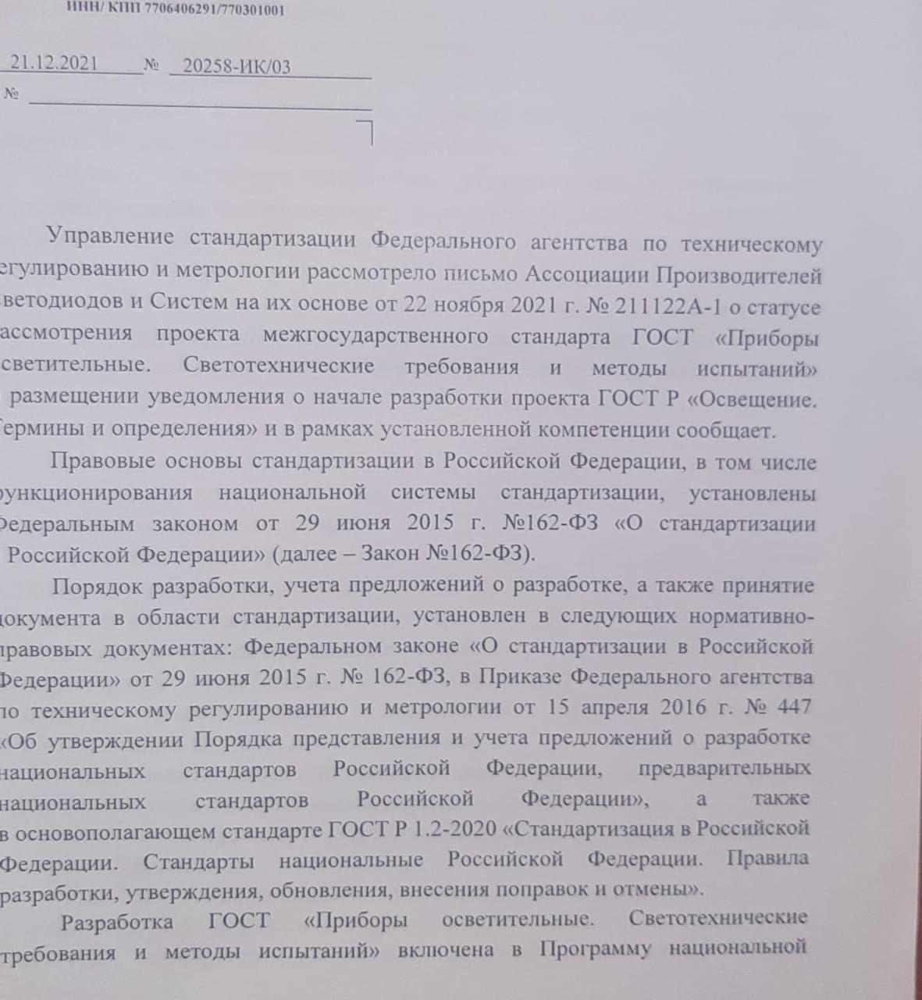 ИНН/ КПП 7706406291/770301001
21.12.2021 № 20258-ИК/03
№
Управление стандартизации Федерального агентства по техническому
егулированию и метрологии рассмотрело письмо Ассоциации Производителей
ветодиодов и Систем на их основе от 22 ноября 2021 г. № 211122А-1 о статусе
ассмотрения проекта межгосударственного стандарта ГОСТ «Приборы
светительные. Светотехнические требования и методы испытаний»
размещении уведомления о начале разработки проекта ГОСТ Р «Освещение.
Термины и определения» и в рамках установленной компетенции сообщает.
Правовые основы стандартизации в Российской Федерации, в том числе
функционирования национальной системы стандартизации, установлены
Федеральным законом от 29 июня 2015 г. №162-ФЗ «О стандартизации
Российской Федерации» (далее – Закон №162-ФЗ).
Порядок разработки, учета предложений о разработке, а также принятие
документа в области стандартизации, установлен в следующих нормативно-
правовых документах: Федеральном законе «О стандартизации в Российской
Федерации» от 29 июня 2015 г. № 162-ФЗ, в Приказе Федерального агентства
по техническому регулированию и метрологии от 15 апреля 2016 г. № 447
«Об утверждении Порядка представления и учета предложений о разработке
национальных стандартов Российской Федерации, предварительных
национальных стандартов Российской Федерации», а также
в основополагающем стандарте ГОСТ Р 1.2-2020 «Стандартизация в Российской
Федерации. Стандарты национальные Российской Федерации. Правила
разработки, утверждения, обновления, внесения поправок и отмены».
Разработка ГОСТ «Приборы осветительные. Светотехнические
требования и методы испытаний» включена в Программу национальной